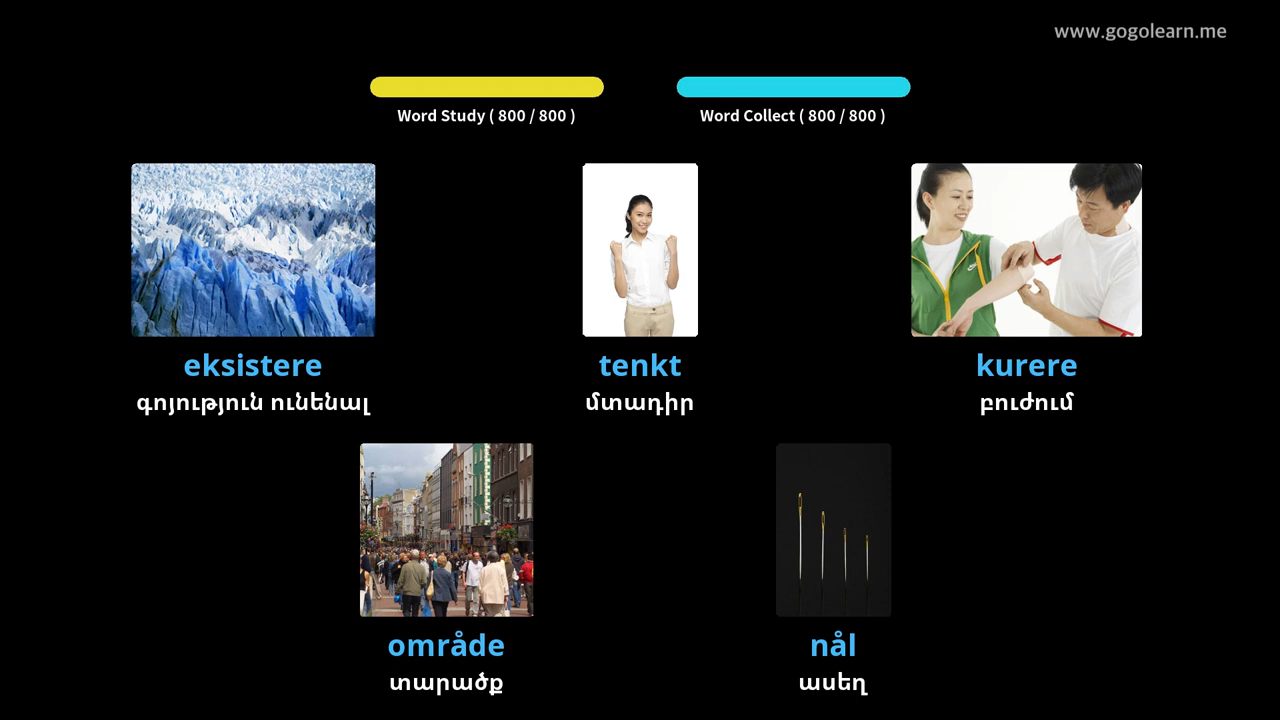 www.gogolearn.me
Word Study ( 800 / 800 )
Word Collect ( 800 / 800 )
eksistere
գոյություն ունենալ
tenkt
մտադիր
kurere
բուժում
område
տարածք
nål
ասեղ